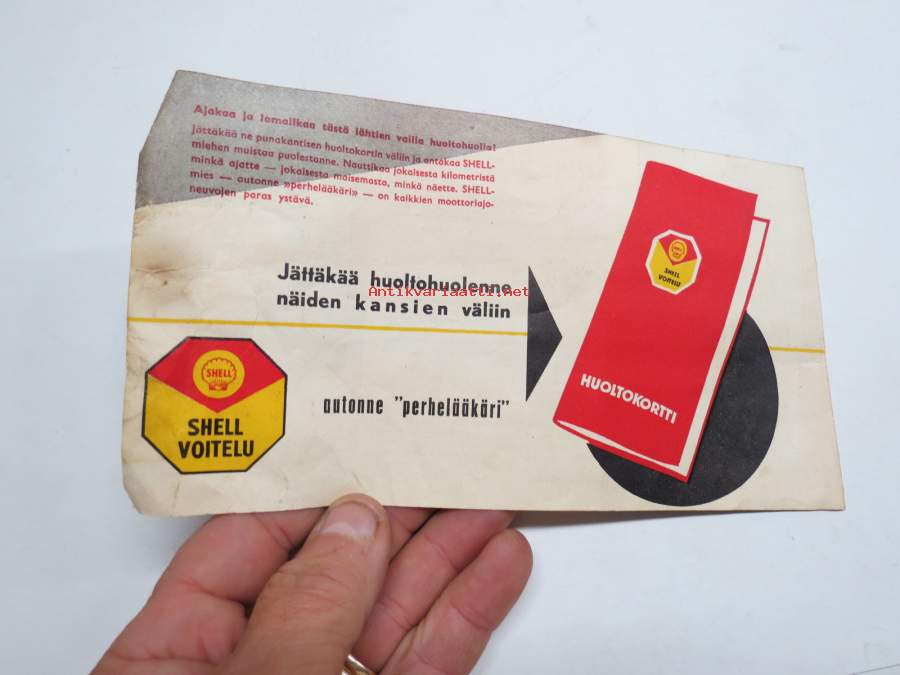 Ajakaa ja lomailkaa tästä lähtien vailla huoltohuolia!
Jättäkää ne punakantisen huoltokortin väliin ja antakaa SHELL-
miehen muistaa puolestanne. Nauttikaa jokaisesta kilometristä
minkä ajatte — jokaisesta maisemasta, minkä näette. SHELL-
mies — autonne »perhelääkäri» — on kaikkien moottoriajo-
neuvojen paras ystävä.
Jättäkää huoltohuolenne
näiden kansien väliin
Antikvariaatti.net
autonne "perhelääkäri"
SHELL
SHELL
VOITELU
SHELL
VOITELU
HUOLTOKORTTI